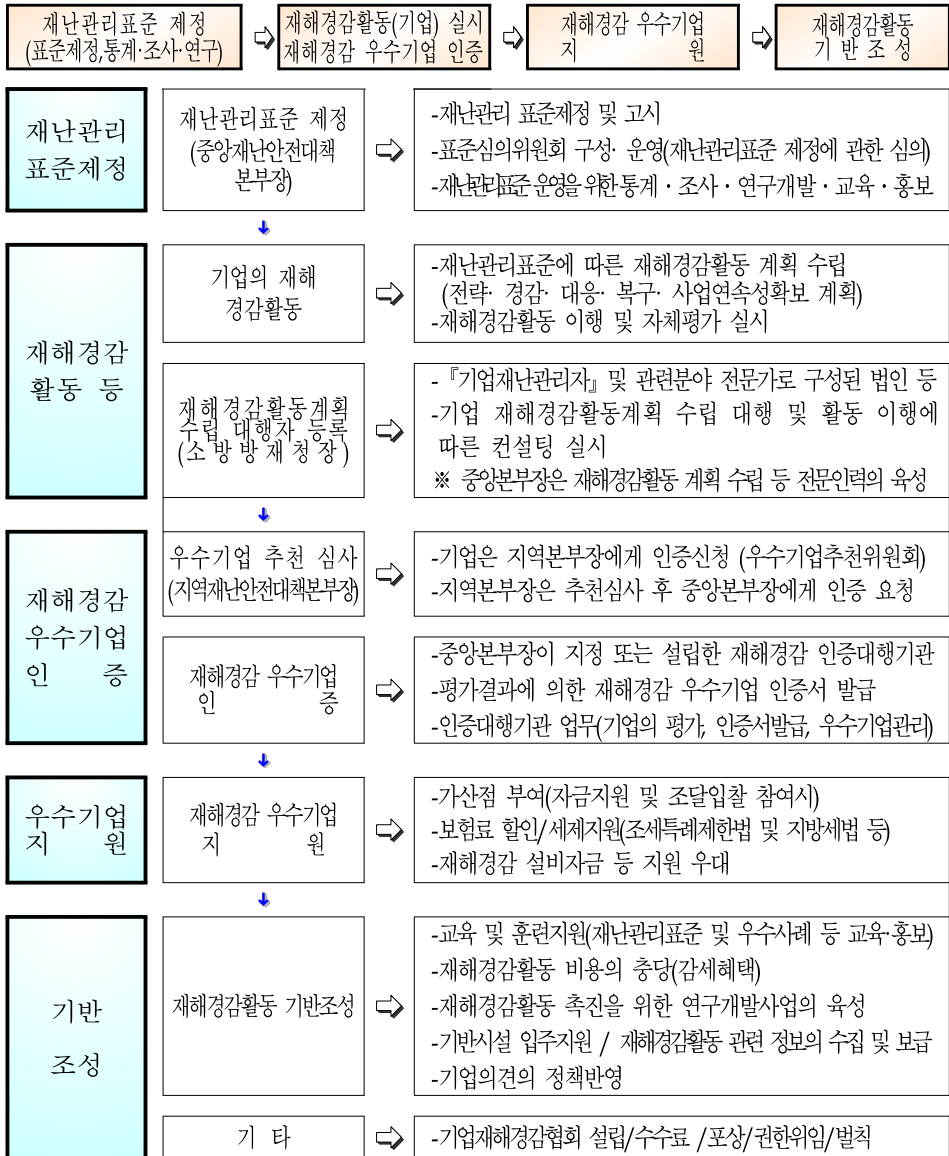 재난관리표준 제정
(표준제정,통계·조사·연구)
재해경감활동(기업) 실시
재해경감 우수기업 인증
재해경감 우수기업
지 원
재해경감활동
기 반 조 성
재난관리
표준제정
재난관리표준 제정
(중앙재난안전대책
본부장)
-재난관리 표준제정 및 고시
-표준심의위원회 구성· 운영(재난관리표준 제정에 관한 심의)
-재난관리표준 운영을 위한 통계·조사·연구개발·교육·홍보
재해경감
활동 등
기업의 재해
경감활동
-재난관리표준에 따른 재해경감활동 계획 수립
(전략· 경감· 대응· 복구· 사업연속성확보 계획)
-재해경감활동 이행 및 자체평가 실시
재해경감활동계획
수립 대행자 등록
(소방방재청장)
-『기업재난관리자』 및 관련분야 전문가로 구성된 법인 등
-기업 재해경감활동계획 수립 대행 및 활동 이행에
따른 컨설팅 실시
※ 중앙본부장은 재해경감활동 계획 수립 등 전문인력의 육성
재해경감
우수기업
인 증
우수기업 추천 심사
(지역재난안전대책본부장)
-기업은 지역본부장에게 인증신청 (우수기업추천위원회)
-지역본부장은 추천심사 후 중앙본부장에게 인증 요청
재해경감 우수기업
인 증
-중앙본부장이 지정 또는 설립한 재해경감 인증대행기관
-평가결과에 의한 재해경감 우수기업 인증서 발급
-인증대행기관 업무(기업의 평가, 인증서발급, 우수기업관리)
우수기업
지 원
재해경감 우수기업
지 원
-가산점 부여(자금지원 및 조달입찰 참여시)
-보험료 할인/세제지원(조세특례제한법 및 지방세법 등)
-재해경감 설비자금 등 지원 우대
기반
조성
재해경감활동 기반조성
-교육 및 훈련지원(재난관리표준 및 우수사례 등 교육·홍보)
-재해경감활동 비용의 충당(감세혜택)
-재해경감활동 촉진을 위한 연구개발사업의 육성
-기반시설 입주지원 / 재해경감활동 관련 정보의 수집 및 보급
-기업의견의 정책반영
기 타
-기업재해경감협회 설립/수수료 /포상/권한위임/벌칙